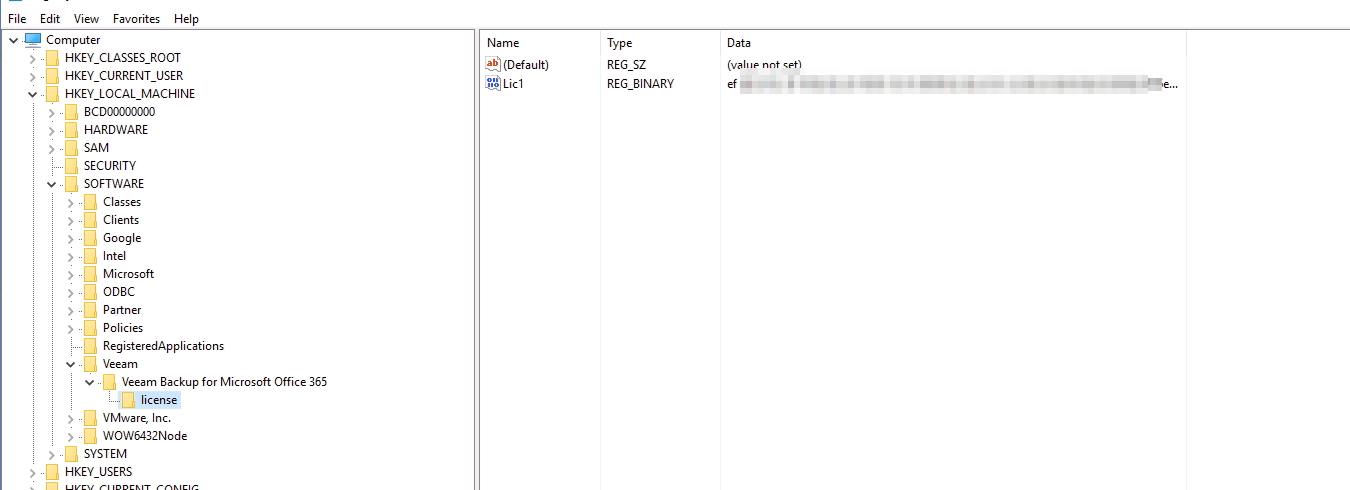 File Edit View Favorites Help
Computer
HKEY_CLASSES_ROOT
HKEY_CURRENT_USER
HKEY_LOCAL_MACHINE
BCD00000000
HARDWARE
SAM
SECURITY
SOFTWARE
Classes
Clients
Google
Intel
Microsoft
ODBC
Partner
Policies
RegisteredApplications
Veeam
Veeam Backup for Microsoft Office 365
license
VMware, Inc.
WOW6432Node
SYSTEM
HKEY_USERS
HKEY_CURRENT_CONFIG
Name Type Data
(Default) REG_SZ (value not set)
Lic1 REG_BINARY ef e...